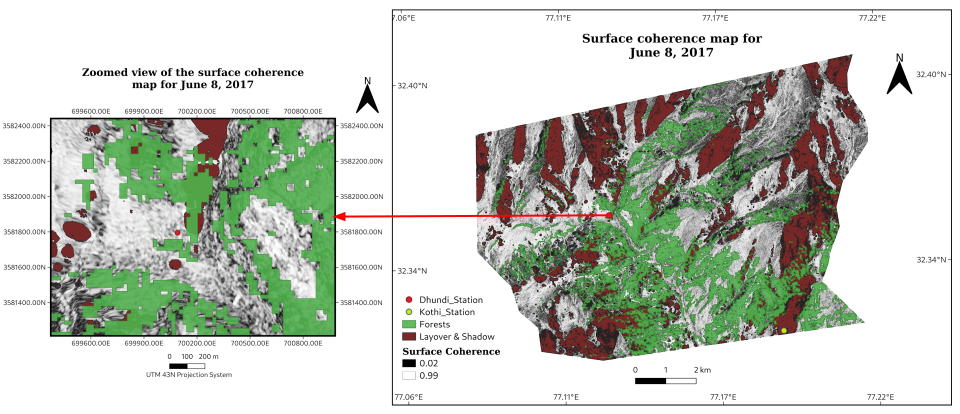 Zoomed view of the surface coherence
map for June 8, 2017
N
699600.00E 699900.00E 700200.00E 700500.00E 700800.00E
3582400.00N 3582400.00N
3582200.00N 3582200.00N
3582000.00N 3582000.00N
3581800.00N 3581800.00N
3581600.00N 3581600.00N
3581400.00N 3581400.00N
699600.00E 699900.00E 700200.00E 700500.00E 700800.00E
0 100 200 m
UTM 43N Projection System
77.06°E 77.11°E 77.17°E 77.22°E
Surface coherence map for
June 8, 2017
N
32.40°N 32.40°N
32.34°N 32.34°N
Dhundi_Station
Kothi_Station
Forests
Layover & Shadow
Surface Coherence
0.02
0.99
0 1 2 km
77.06°E 77.11°E 77.17°E 77.22°E